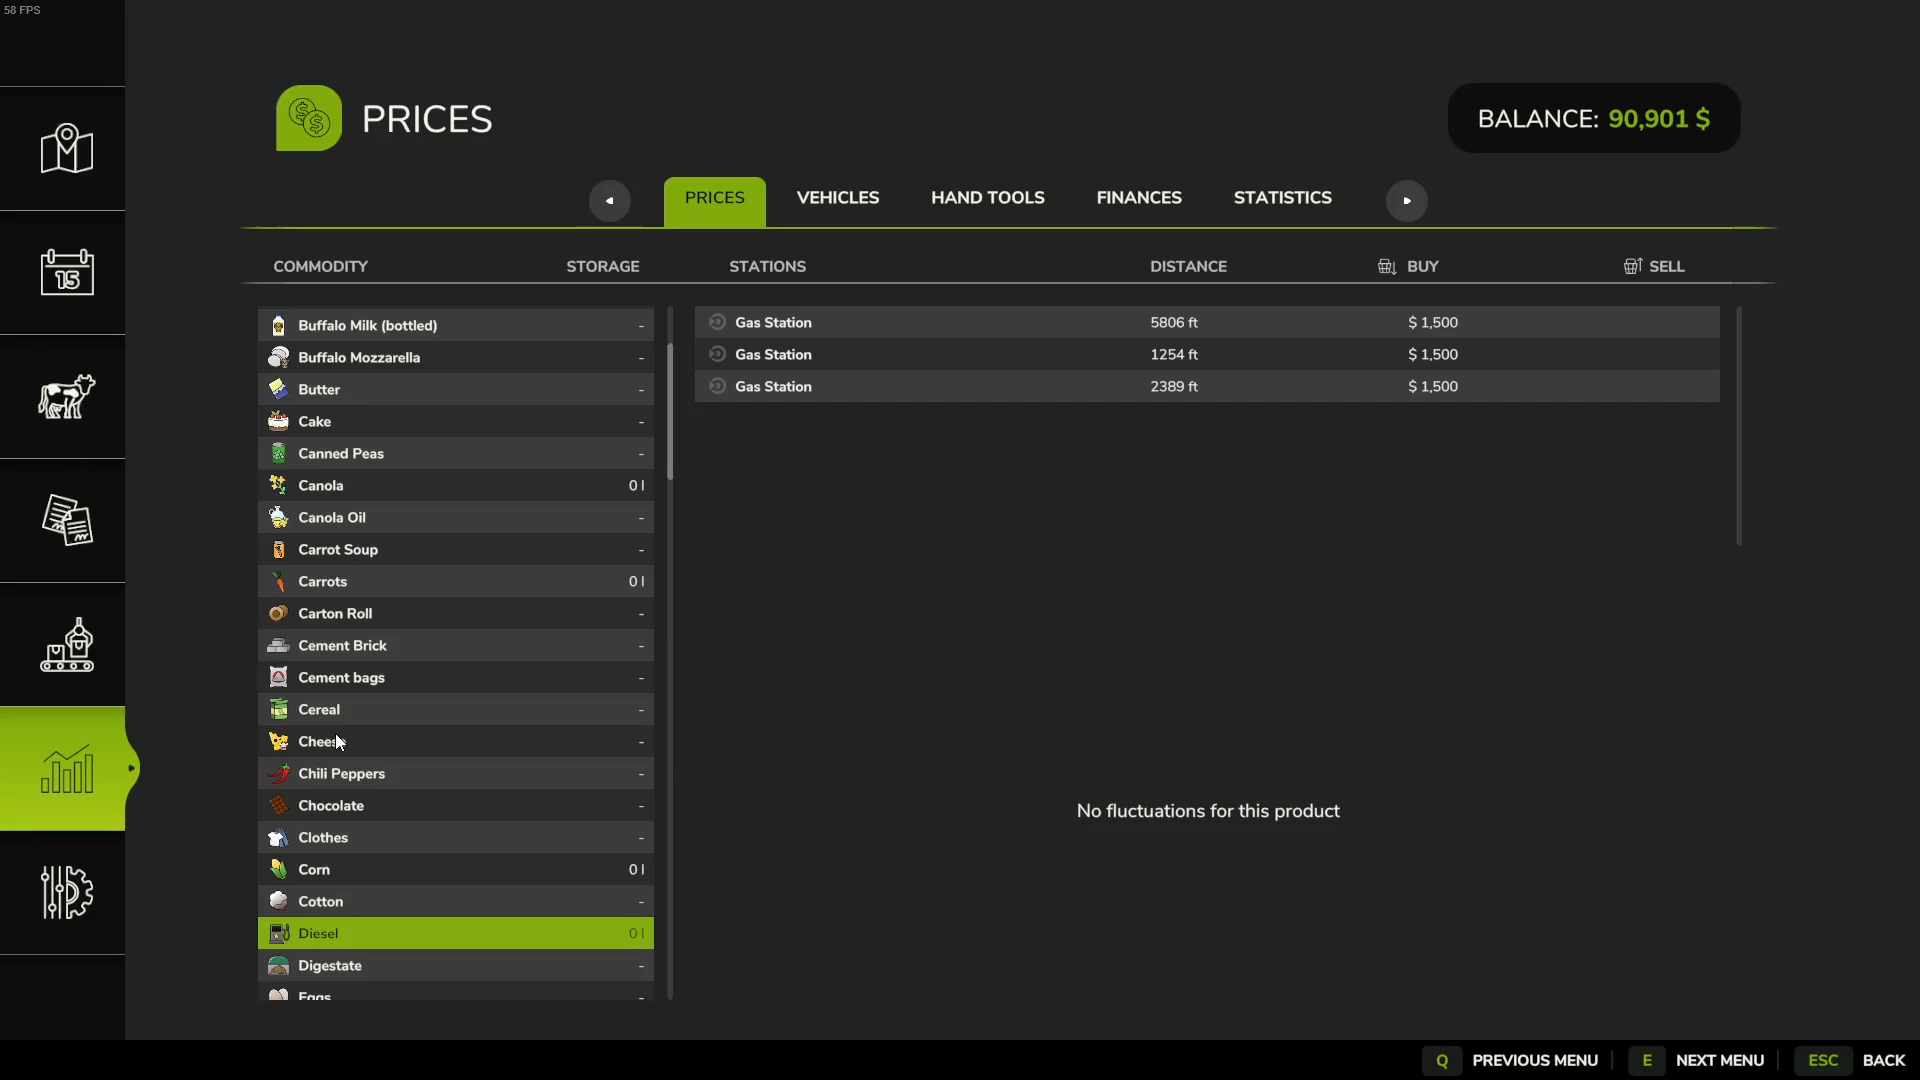 58 FPS
PRICES
BALANCE: 90,901 $
PRICES VEHICLES HAND TOOLS FINANCES STATISTICS
COMMODITY STORAGE STATIONS DISTANCE BUY SELL
15
Buffalo Milk (bottled) -
Buffalo Mozzarella -
Butter -
Cake -
Canned Peas -
Canola 0 l
Canola Oil -
Carrot Soup -
Carrots 0 l
Carton Roll -
Cement Brick -
Cement bags -
Cereal -
Chees -
Chili Peppers -
Chocolate -
Clothes -
Corn 0 l
Cotton -
Diesel 0 l
Digestate -
Eggs -
Gas Station 5806 ft $ 1,500
Gas Station 1254 ft $ 1,500
Gas Station 2389 ft $ 1,500
No fluctuations for this product
Q PREVIOUS MENU E NEXT MENU ESC BACK